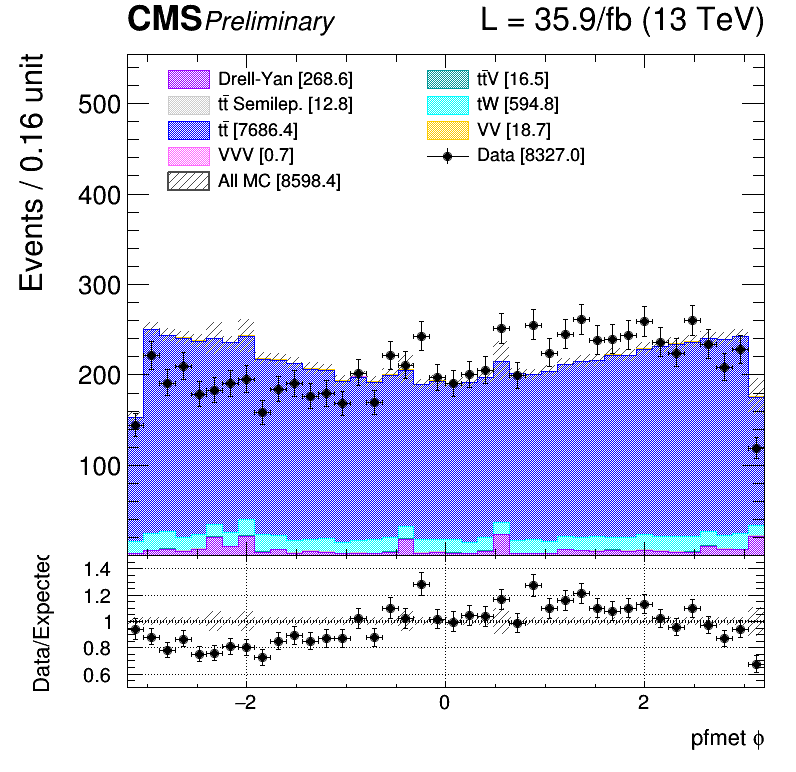 CMS Preliminary L = 35.9/fb (13 TeV)
Events / 0.16 unit
500
400
300
200
100
Drell-Yan [268.6]
tt̄ Semilep. [12.8]
tt̄ [7686.4]
VVV [0.7]
All MC [8598.4]
tt̄V [16.5]
tW [594.8]
VV [18.7]
Data [8327.0]
Data/Expected
1.4
1.2
1
0.8
0.6
−2 0 2
pfmet ϕ